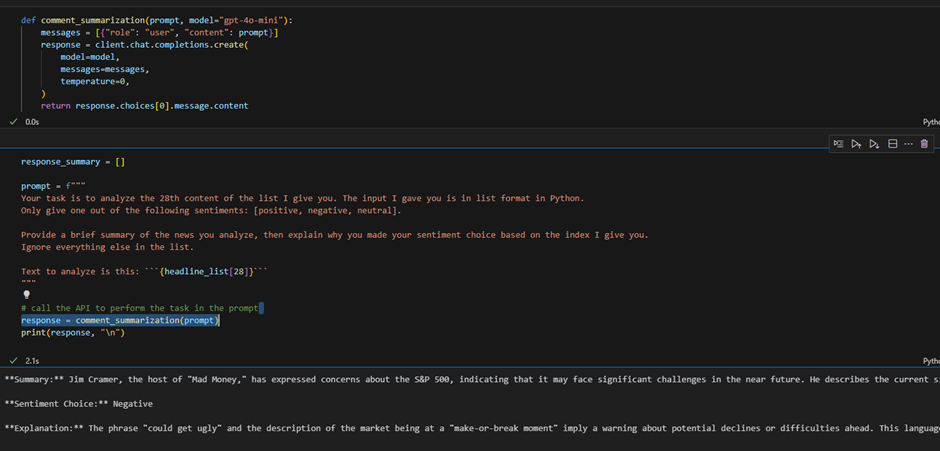 def comment_summarization(prompt, model="gpt-4o-mini"):
messages = [{"role": "user", "content": prompt}]
response = client.chat.completions.create(
model=model,
messages=messages,
temperature=0,
)
return response.choices[0].message.content
0.0s
response_summary = []
prompt = f"""
Your task is to analyze the 28th content of the list I give you. The input I gave you is in list format in Python.
Only give one out of the following sentiments: [positive, negative, neutral].
Provide a brief summary of the news you analyze, then explain why you made your sentiment choice based on the index I give you.
Ignore everything else in the list.
Text to analyze is this: ```{headline_list[28]}```
"""
# call the API to perform the task in the prompt
response = comment_summarization(prompt)
print(response, "\n")
2.1s
**Summary:** Jim Cramer, the host of "Mad Money," has expressed concerns about the S&P 500, indicating that it may face significant challenges in the near future. He describes the current
**Sentiment Choice:** Negative
**Explanation:** The phrase "could get ugly" and the description of the market being at a "make-or-break moment" imply a warning about potential declines or difficulties ahead. This